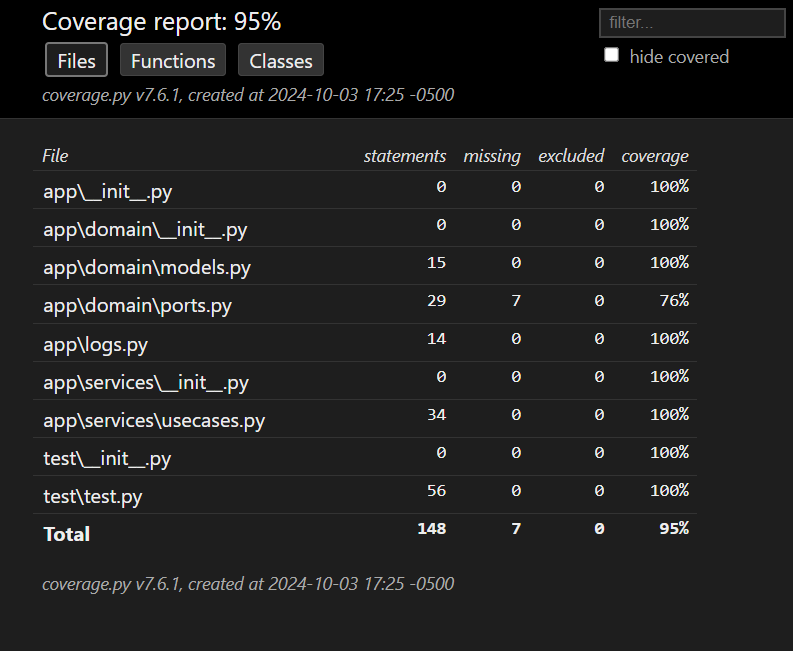 Coverage report: 95%
filter...
Files Functions Classes
hide covered
coverage.py v7.6.1, created at 2024-10-03 17:25 -0500
File statements missing excluded coverage
app\__init__.py 0 0 0 100%
app\domain\__init__.py 0 0 0 100%
app\domain\models.py 15 0 0 100%
app\domain\ports.py 29 7 0 76%
app\logs.py 14 0 0 100%
app\services\__init__.py 0 0 0 100%
app\services\usecases.py 34 0 0 100%
test\__init__.py 0 0 0 100%
test\test.py 56 0 0 100%
Total 148 7 0 95%
coverage.py v7.6.1, created at 2024-10-03 17:25 -0500